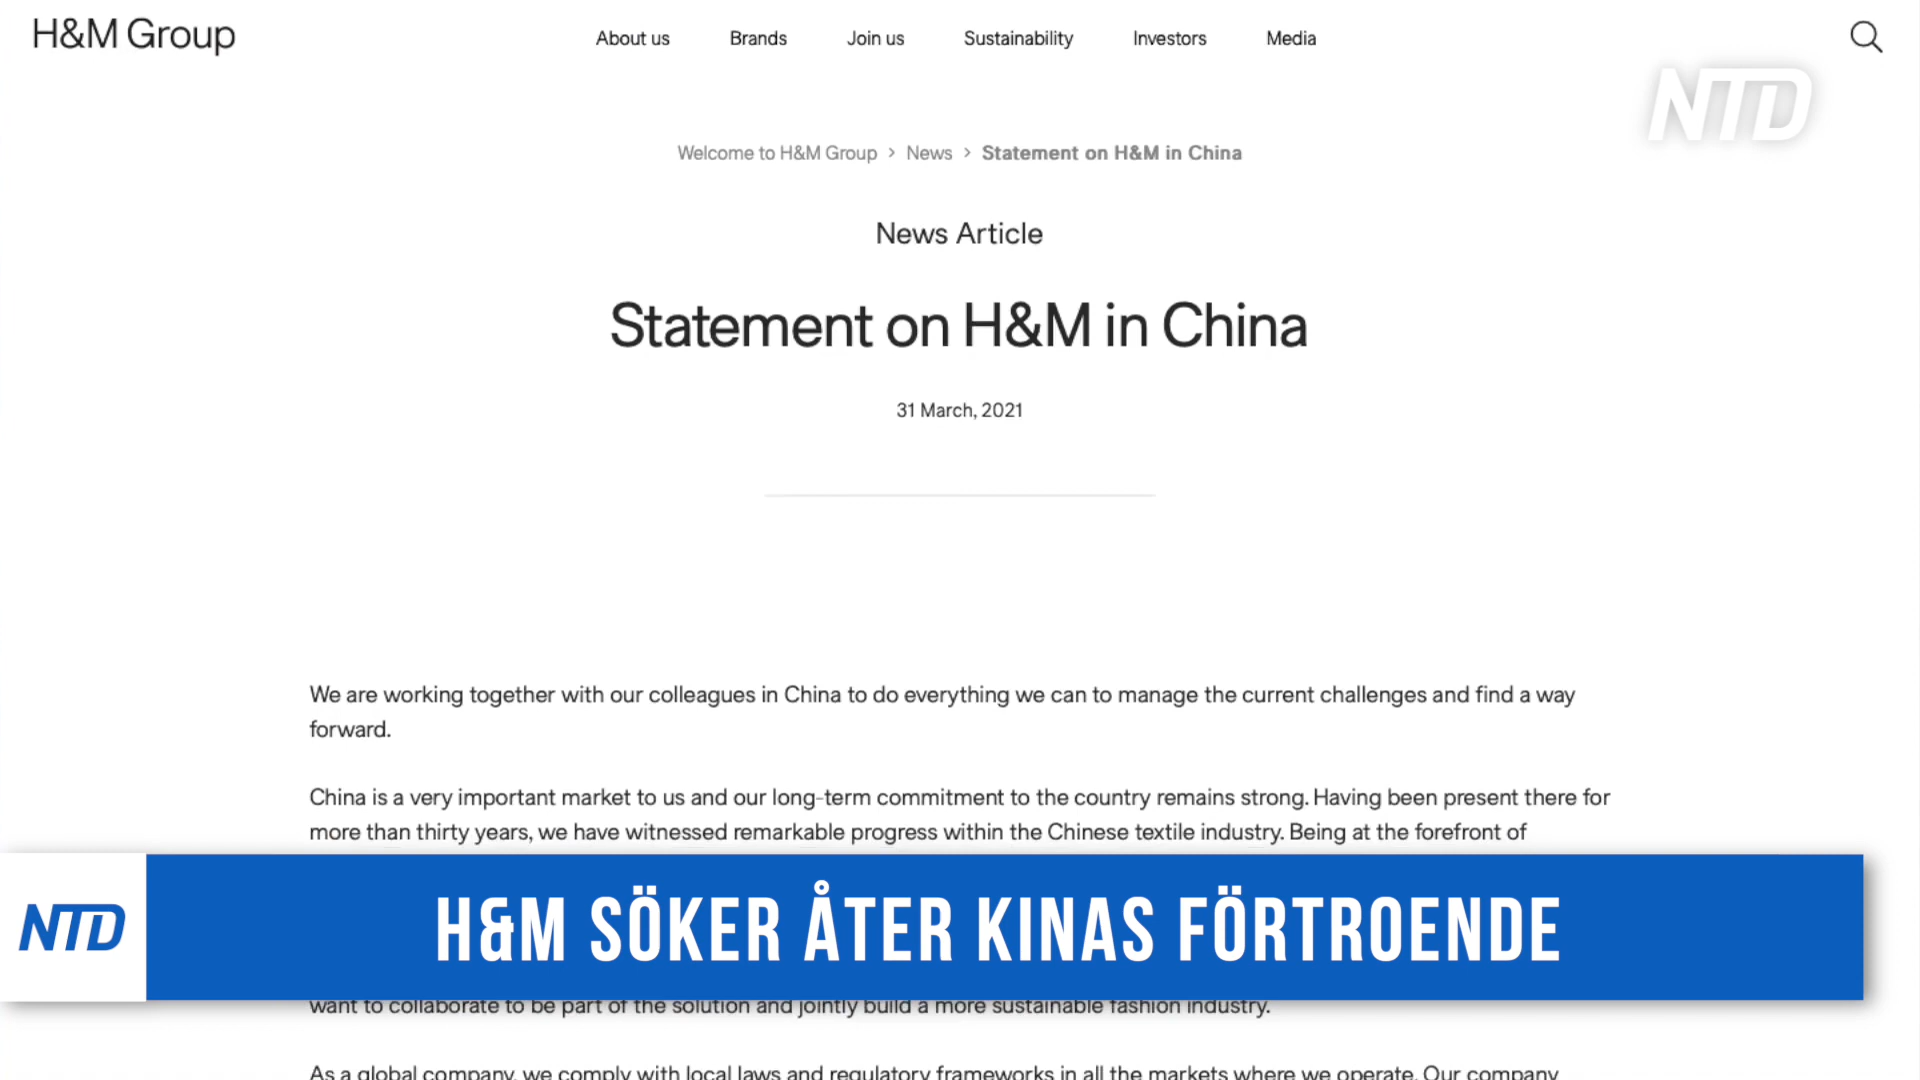 H&M Group
About us
Brands
Join us
Sustainability
Investors
Media
NTD
Welcome to H&M Group > News > Statement on H&M in China
News Article
Statement on H&M in China
31 March, 2021
We are working together with our colleagues in China to do everything we can to manage the current challenges and find a way
forward.
China is a very important market to us and our long-term commitment to the country remains strong. Having been present there for
more than thirty years, we have witnessed remarkable progress within the Chinese textile industry. Being at the forefront of
NTD
H&M SÖKER ÅTER KINAS FÖRTROENDE
want to collaborate to be part of the solution and jointly build a more sustainable fashion industry.
As a global company, we comply with local laws and regulatory frameworks in all the markets where we operate. Our company